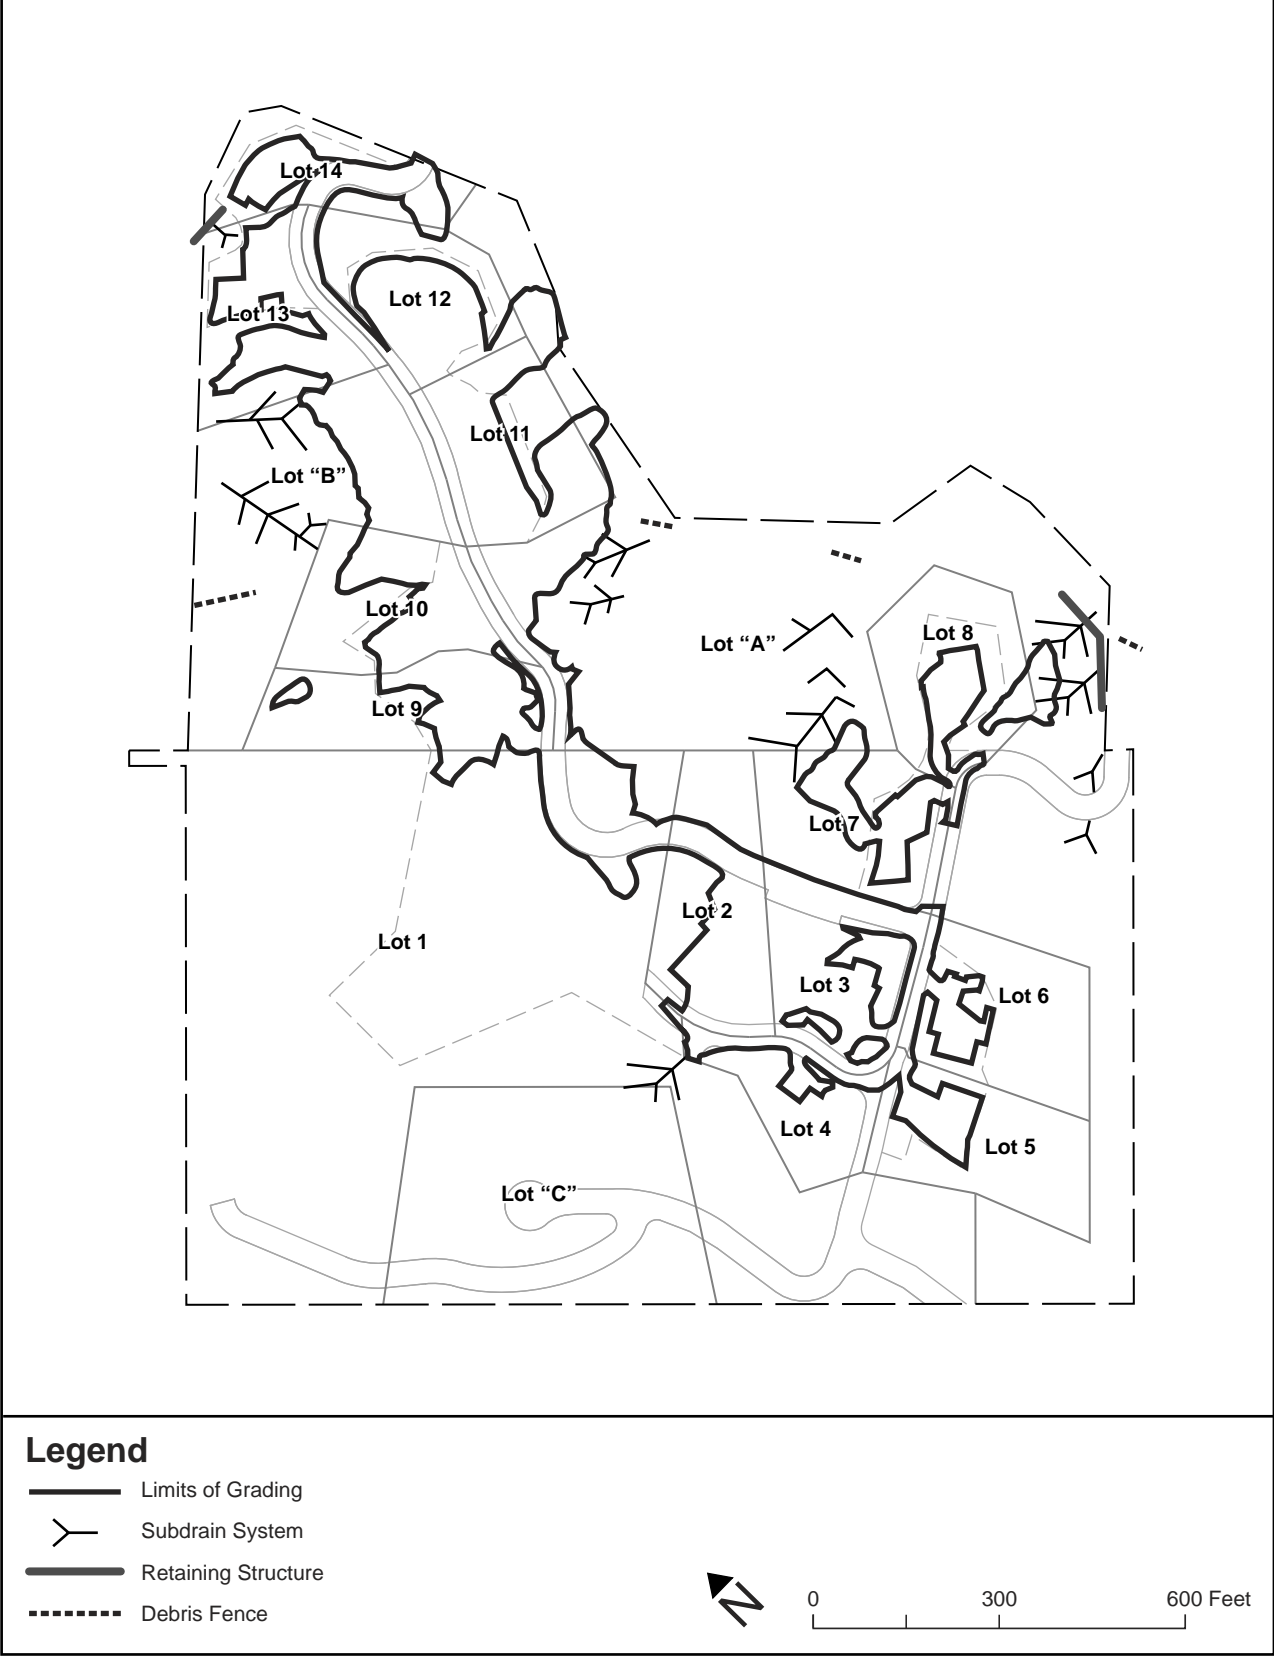 Lot 14
Lot 12
Lot 13
Lot 11
Lot “B”
Lot 10
Lot “A”
Lot 8
Lot 9
Lot 7
Lot 2
Lot 1
Lot 3
Lot 6
Lot 4
Lot 5
Lot “C”
Legend
Limits of Grading
Subdrain System
Retaining Structure
Debris Fence
N
0 300 600 Feet